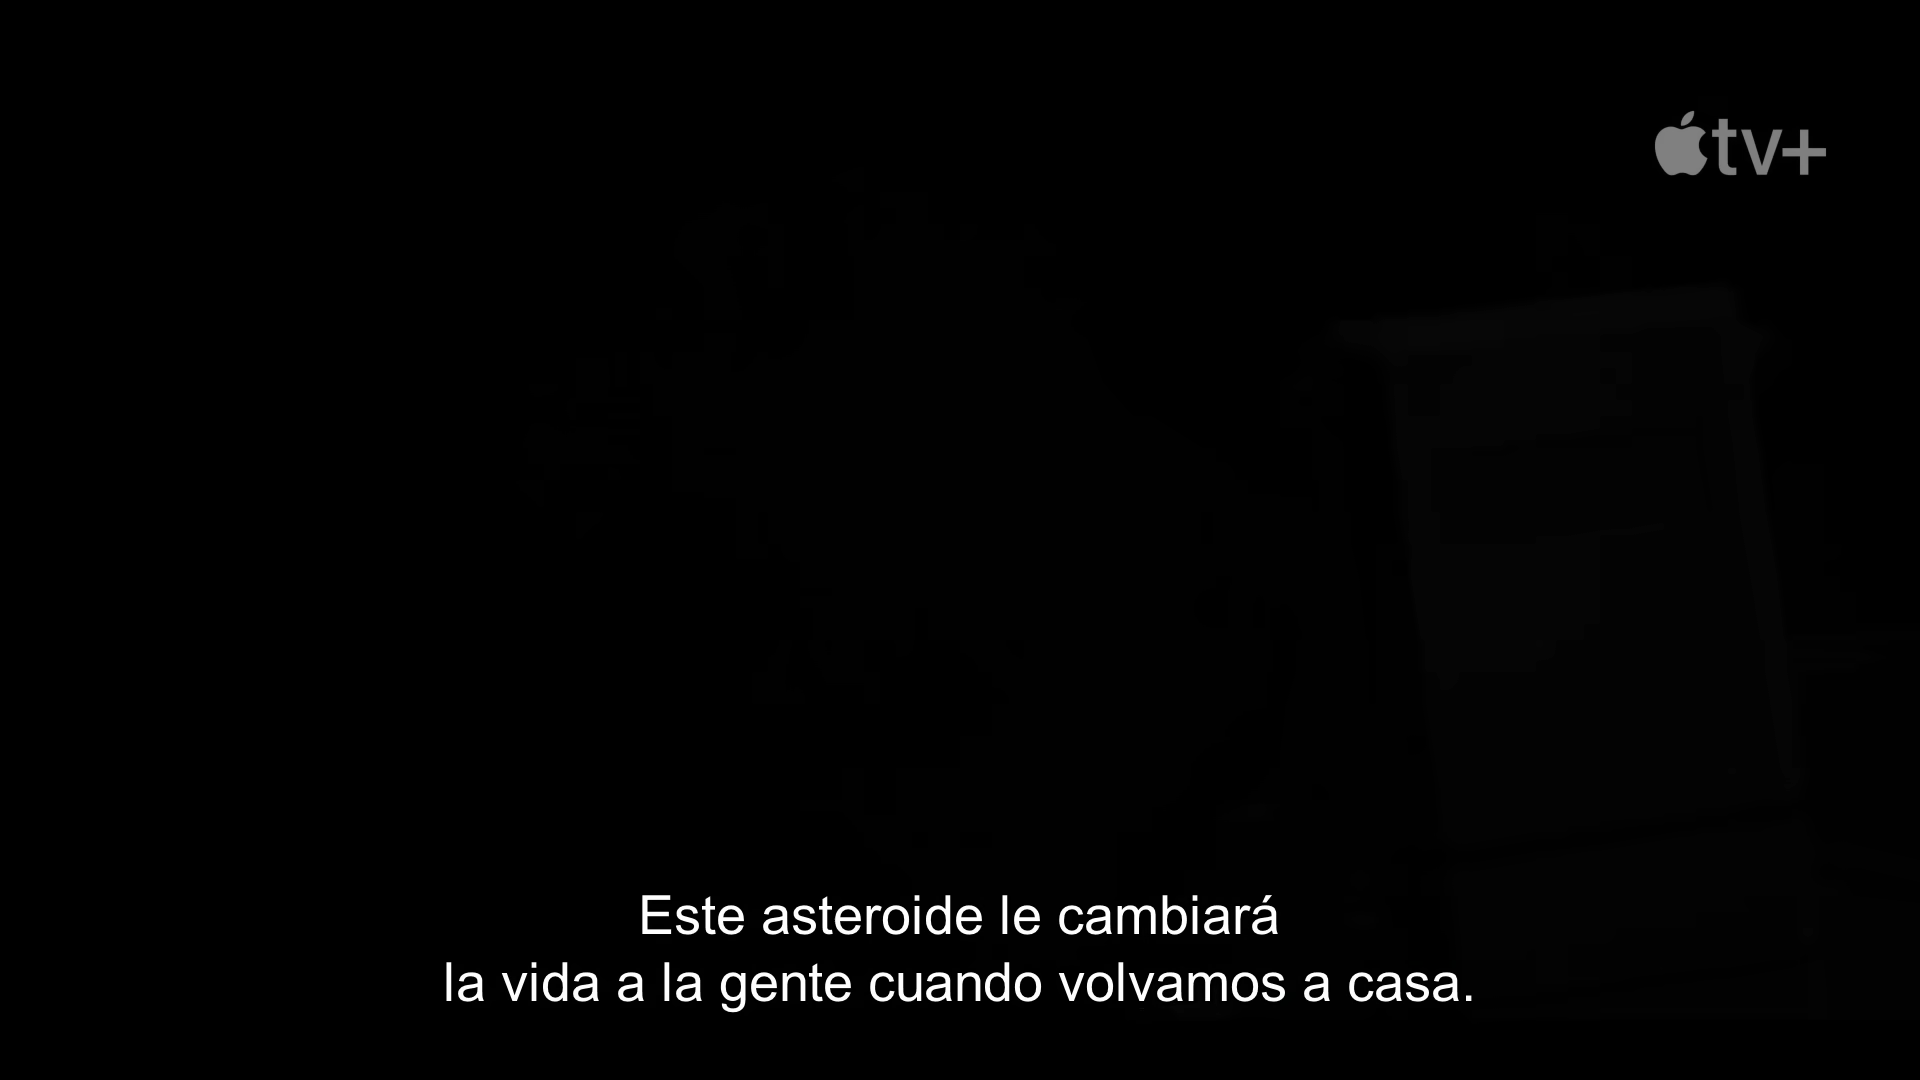 tv+
Este asteroide le cambiará
la vida a la gente cuando volvamos a casa.